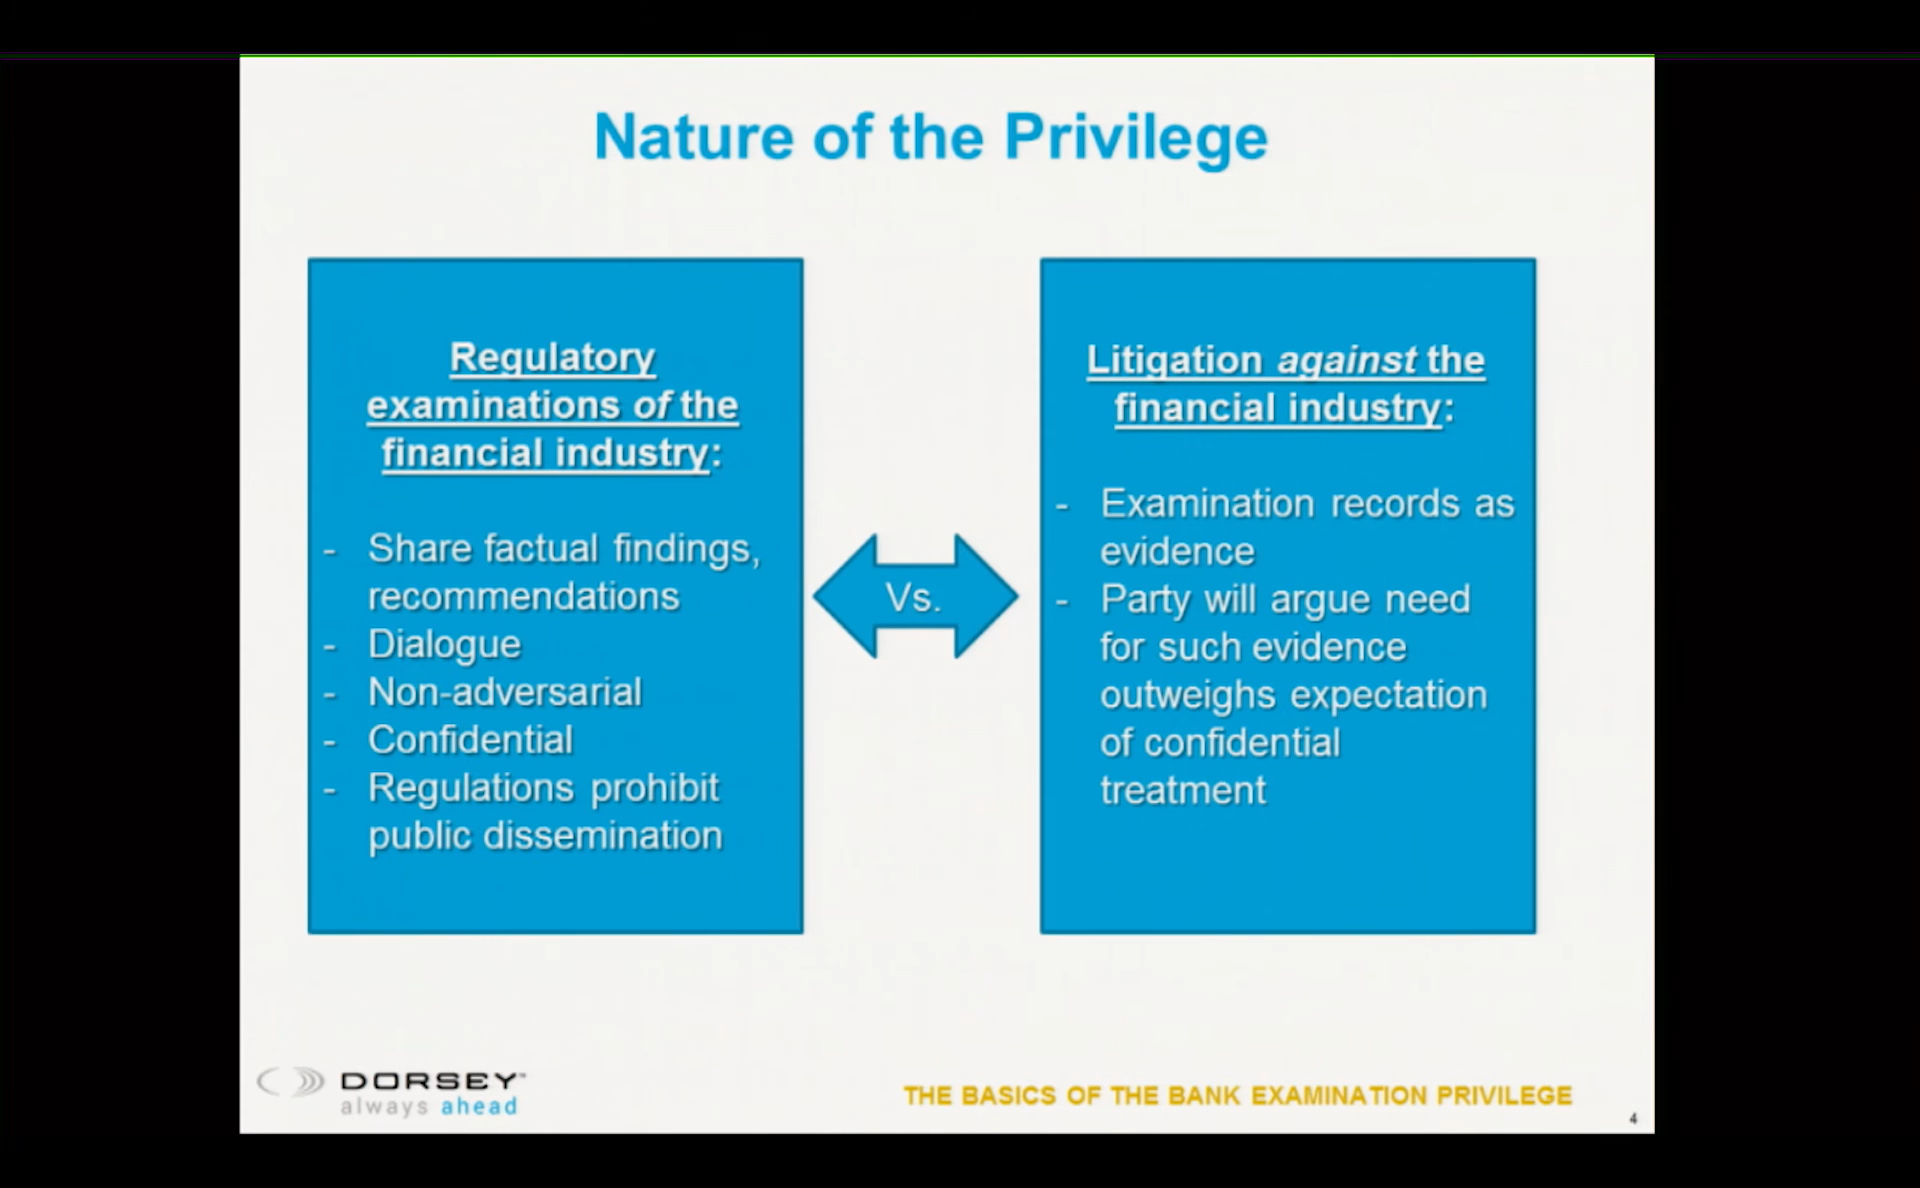 Nature of the Privilege
Regulatory
examinations of the
financial industry:
- Share factual findings,
recommendations
- Dialogue
- Non-adversarial
- Confidential
- Regulations prohibit
public dissemination
Vs.
Litigation against the
financial industry:
- Examination records as
evidence
- Party will argue need
for such evidence
outweighs expectation
of confidential
treatment
DORSEY™
always ahead
THE BASICS OF THE BANK EXAMINATION PRIVILEGE
4